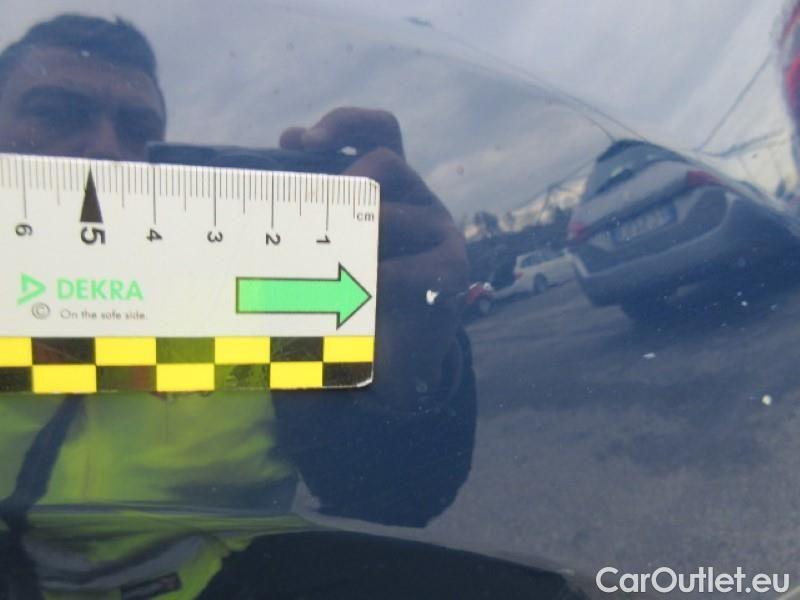 6 5 4 3 2 1 cm
DEKRA
© On the safe side.
CarOutlet.eu